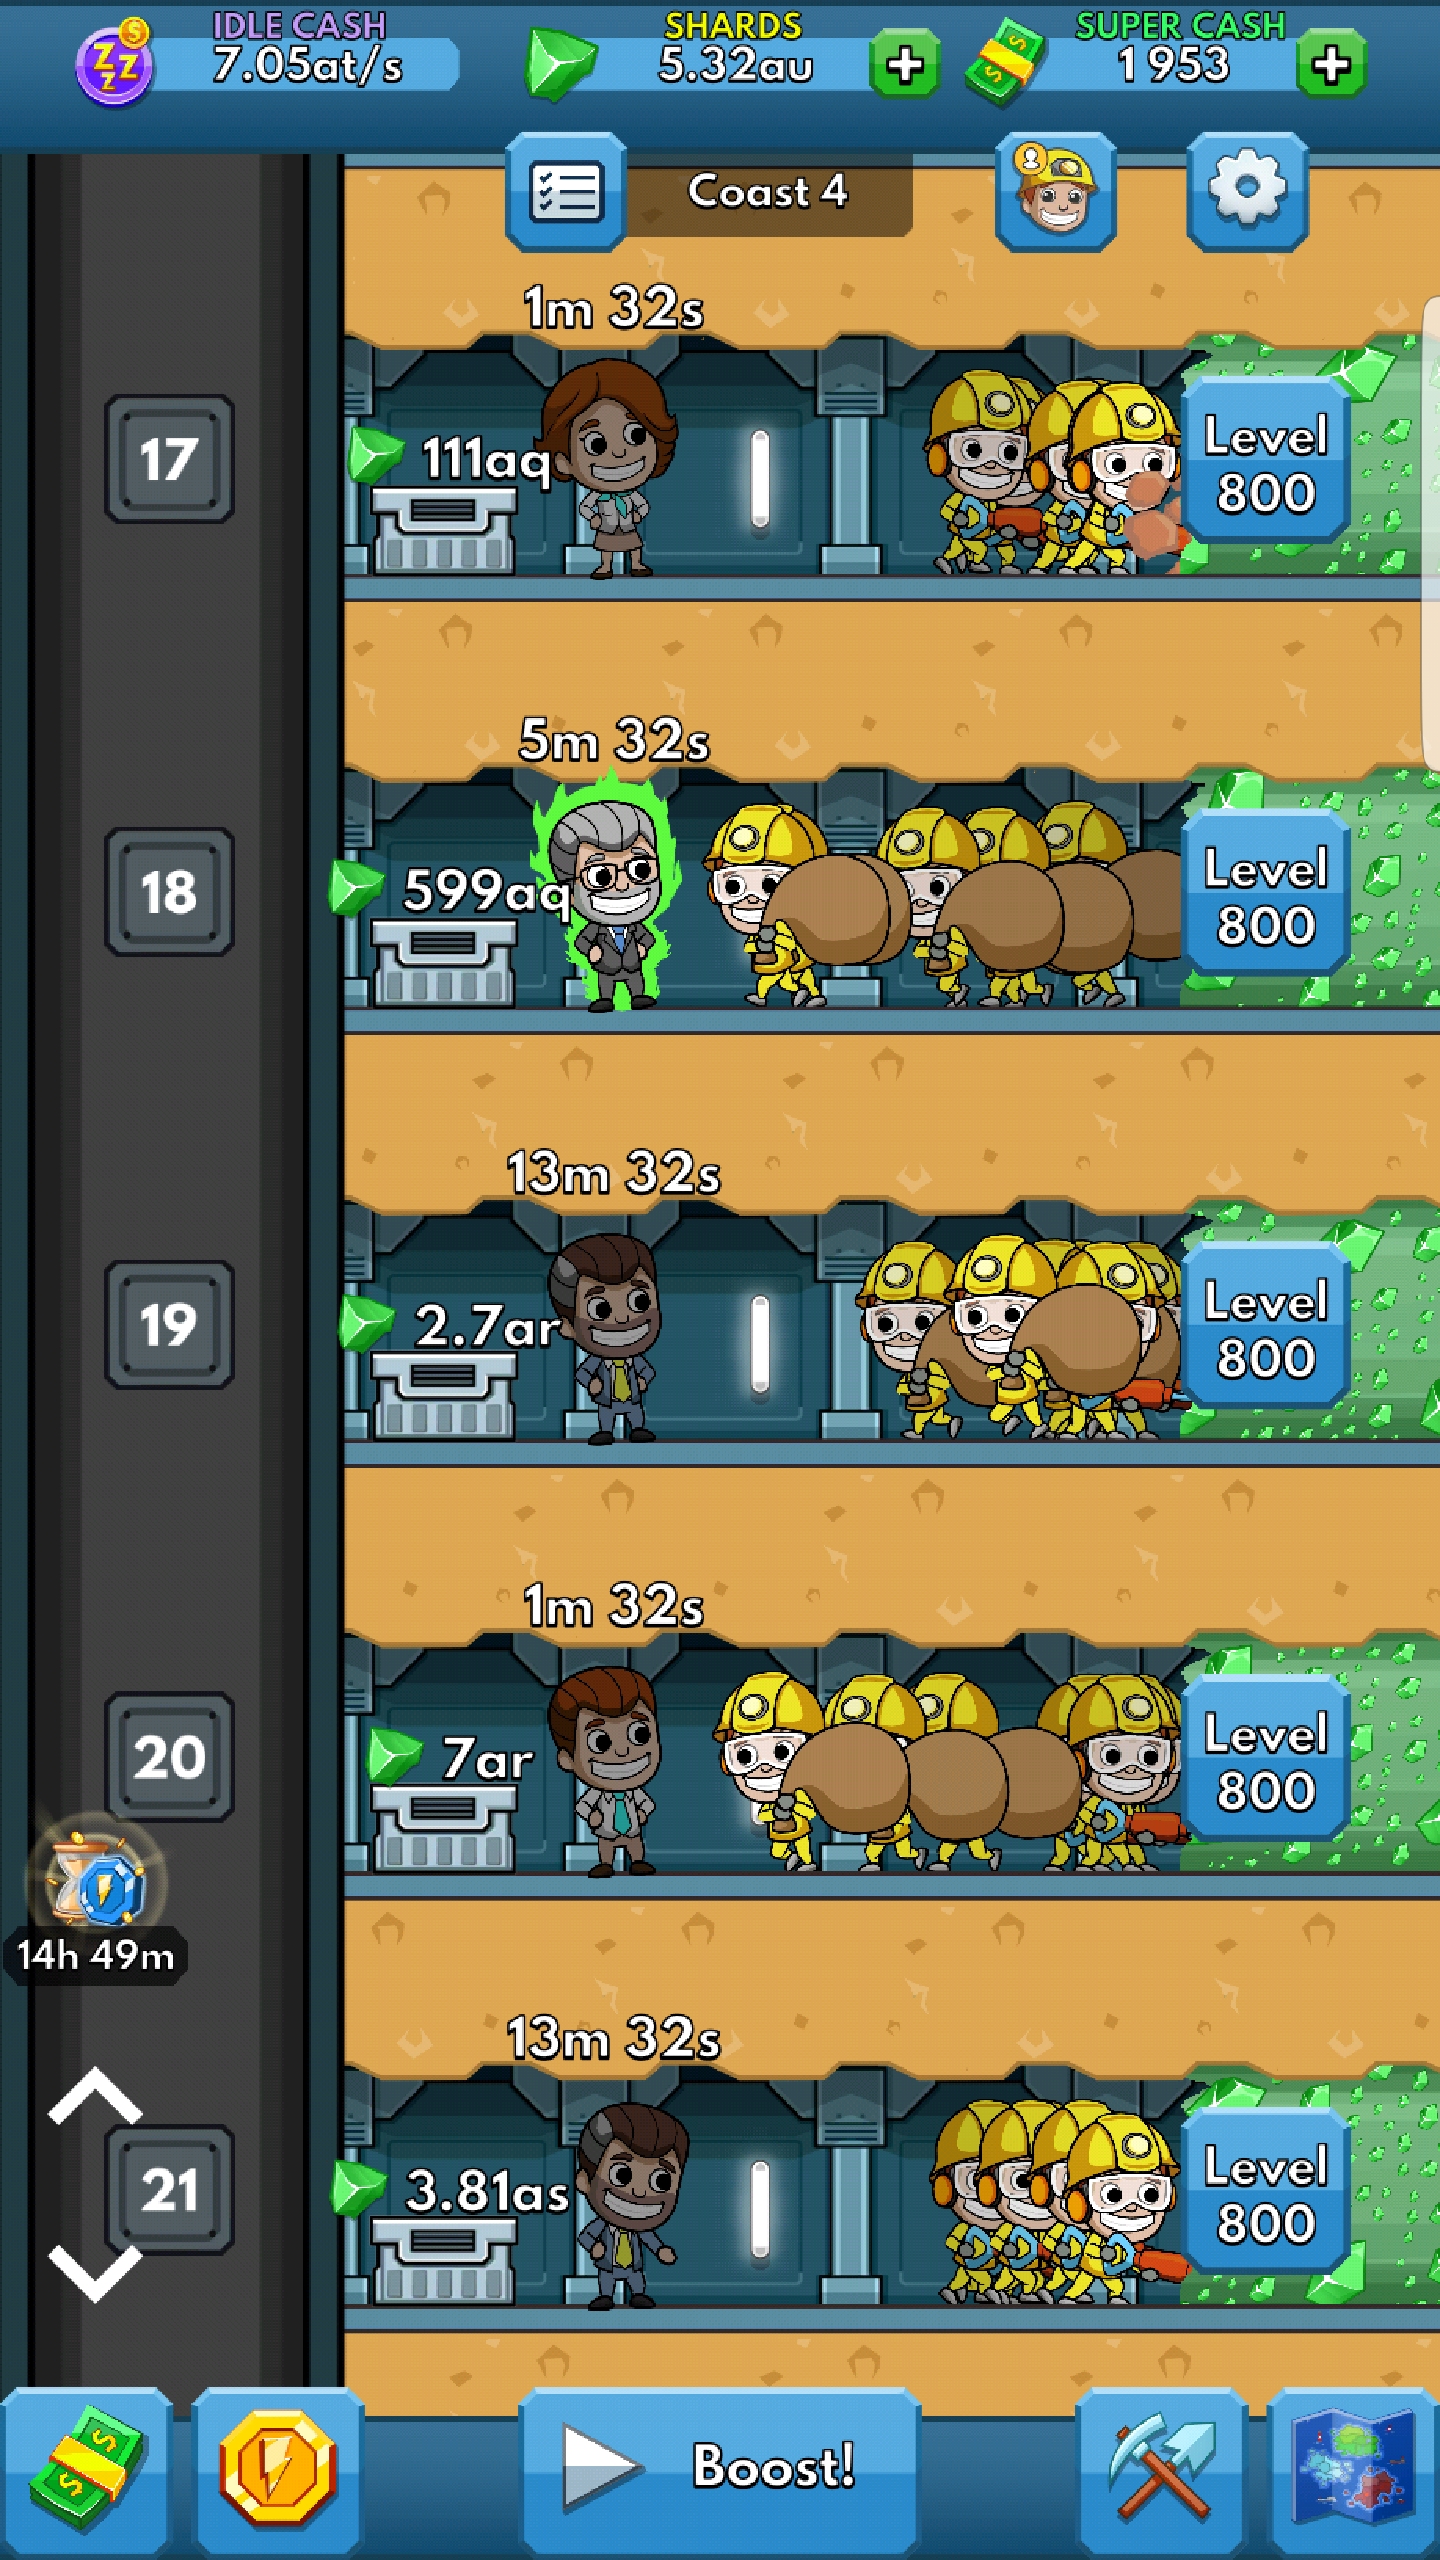 IDLE CASH
7.05at/s
SHARDS
5.32au
SUPER CASH
1 953
Coast 4
1m 32s
17
111aq
Level
800
5m 32s
18
599aq
Level
800
13m 32s
19
2.7ar
Level
800
1m 32s
20
7ar
Level
800
14h 49m
13m 32s
21
3.81as
Level
800
Boost!